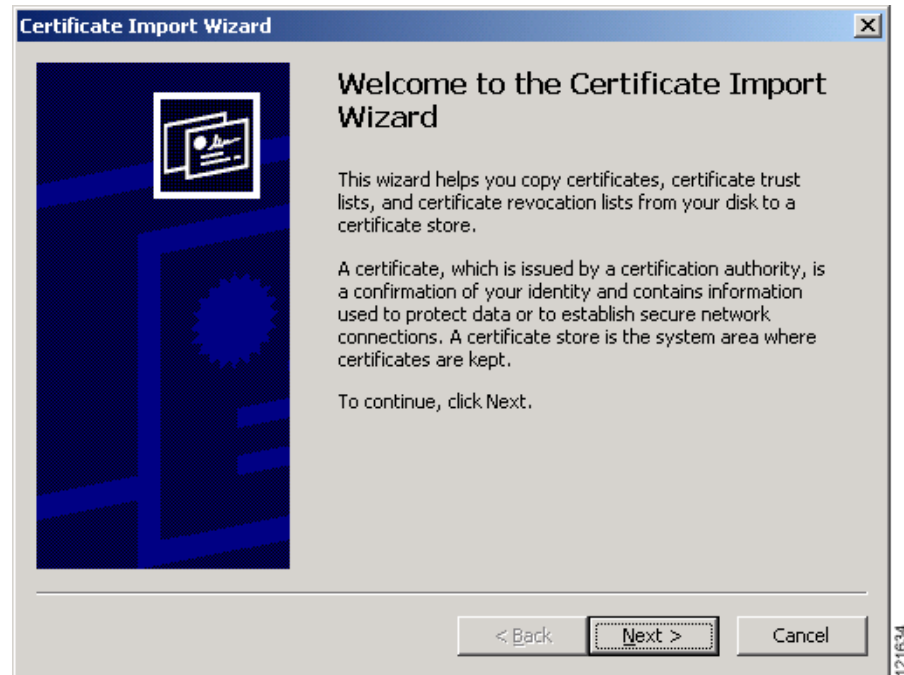 Certificate Import Wizard
Welcome to the Certificate Import
Wizard
This wizard helps you copy certificates, certificate trust
lists, and certificate revocation lists from your disk to a
certificate store.
A certificate, which is issued by a certification authority, is
a confirmation of your identity and contains information
used to protect data or to establish secure network
connections. A certificate store is the system area where
certificates are kept.
To continue, click Next.
< Back
Next >
Cancel
121634